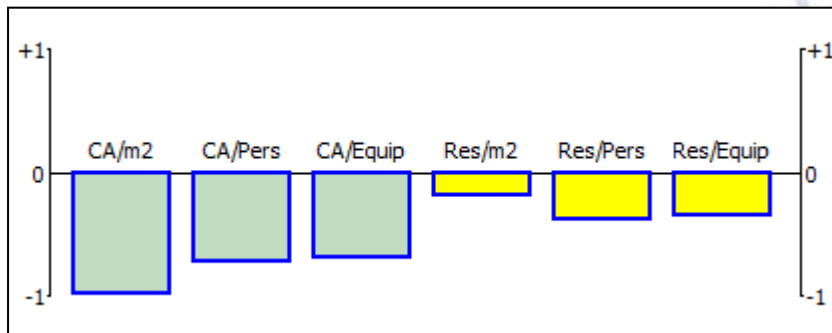 +1 +1
CA/m2 CA/Pers CA/Equip Res/m2 Res/Pers Res/Equip
0 0
-1 -1